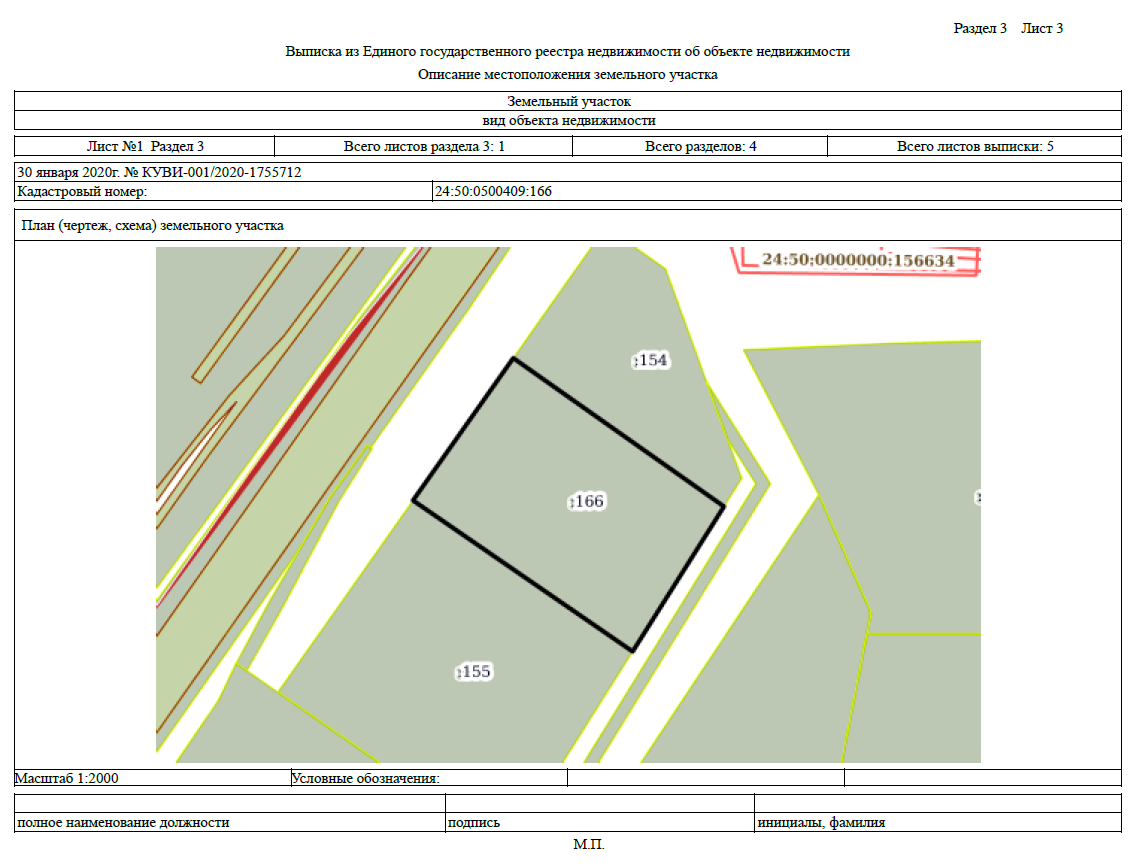 Раздел 3 Лист 3
Выписка из Единого государственного реестра недвижимости об объекте недвижимости
Описание местоположения земельного участка
Земельный участок
вид объекта недвижимости
Лист №1 Раздел 3 Всего листов раздела 3: 1 Всего разделов: 4 Всего листов выписки: 5
30 января 2020г. № КУВИ-001/2020-1755712
Кадастровый номер: 24:50:0500409:166
План (чертеж, схема) земельного участка
24:50:0000000:156634
:154
:166
:155
Масштаб 1:2000 Условные обозначения:
полное наименование должности подпись инициалы, фамилия
М.П.